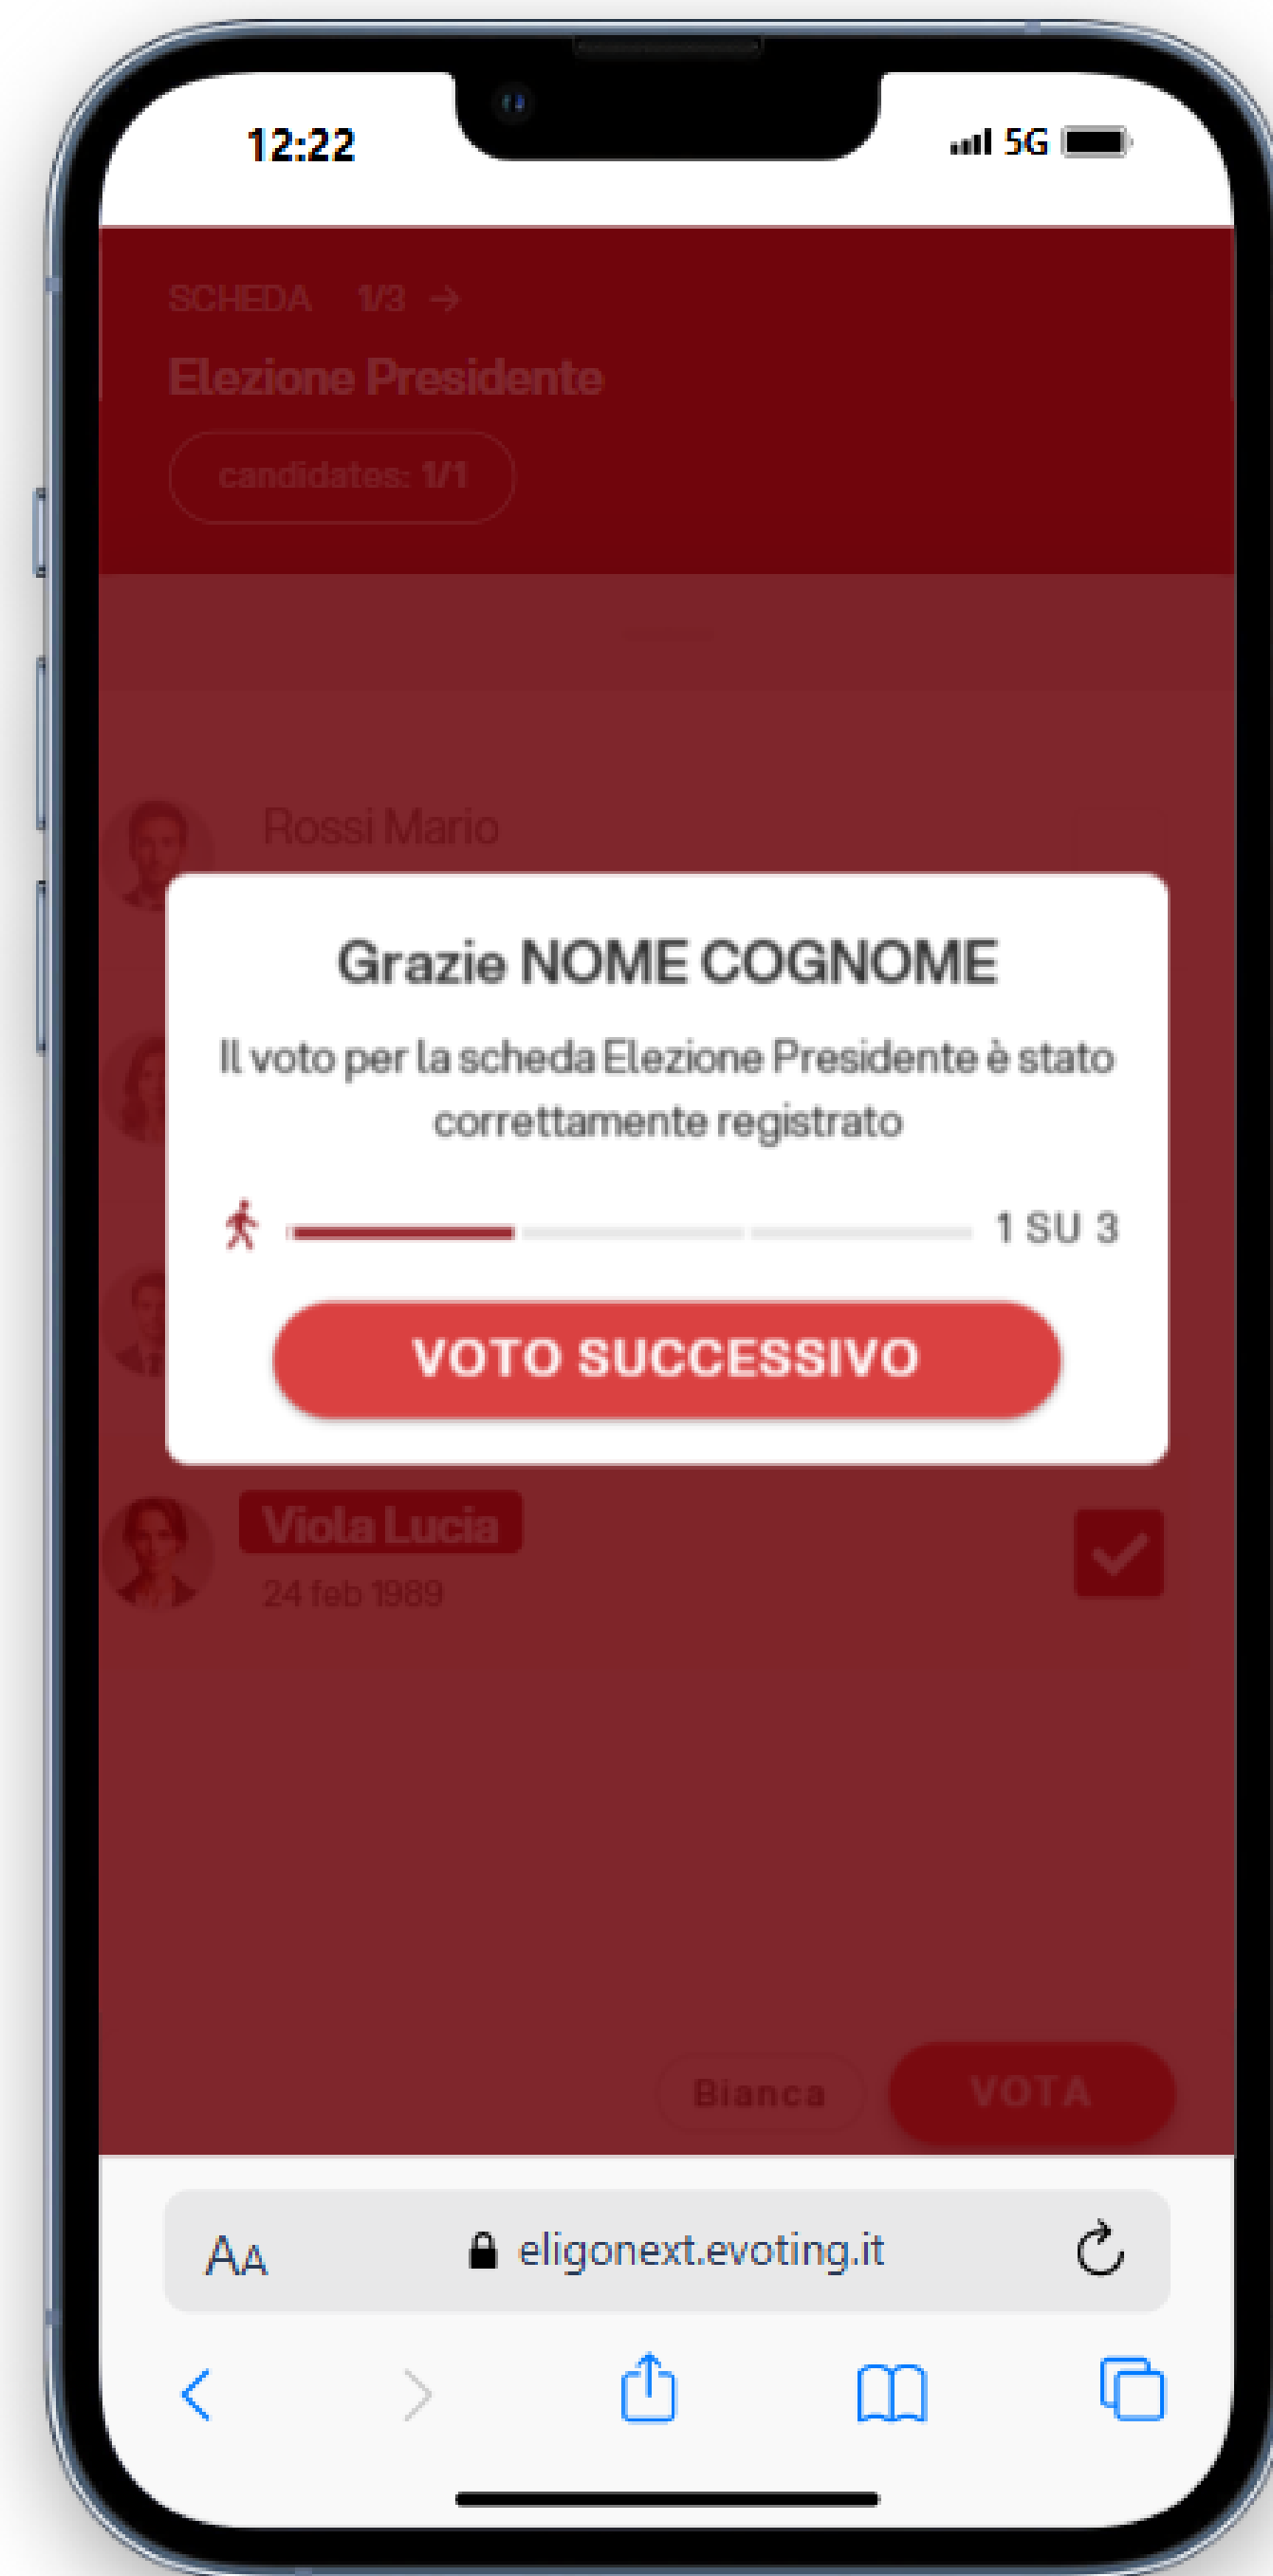 12:22
5G
SCHEDA 1/3 →
Elezione Presidente
candidates: 1/1
Rossi Mario
Grazie NOME COGNOME
Il voto per la scheda Elezione Presidente è stato
correttamente registrato
1 SU 3
VOTO SUCCESSIVO
Viola Lucia
24 feb 1989
Bianca
VOTA
AA
eligonext.evoting.it